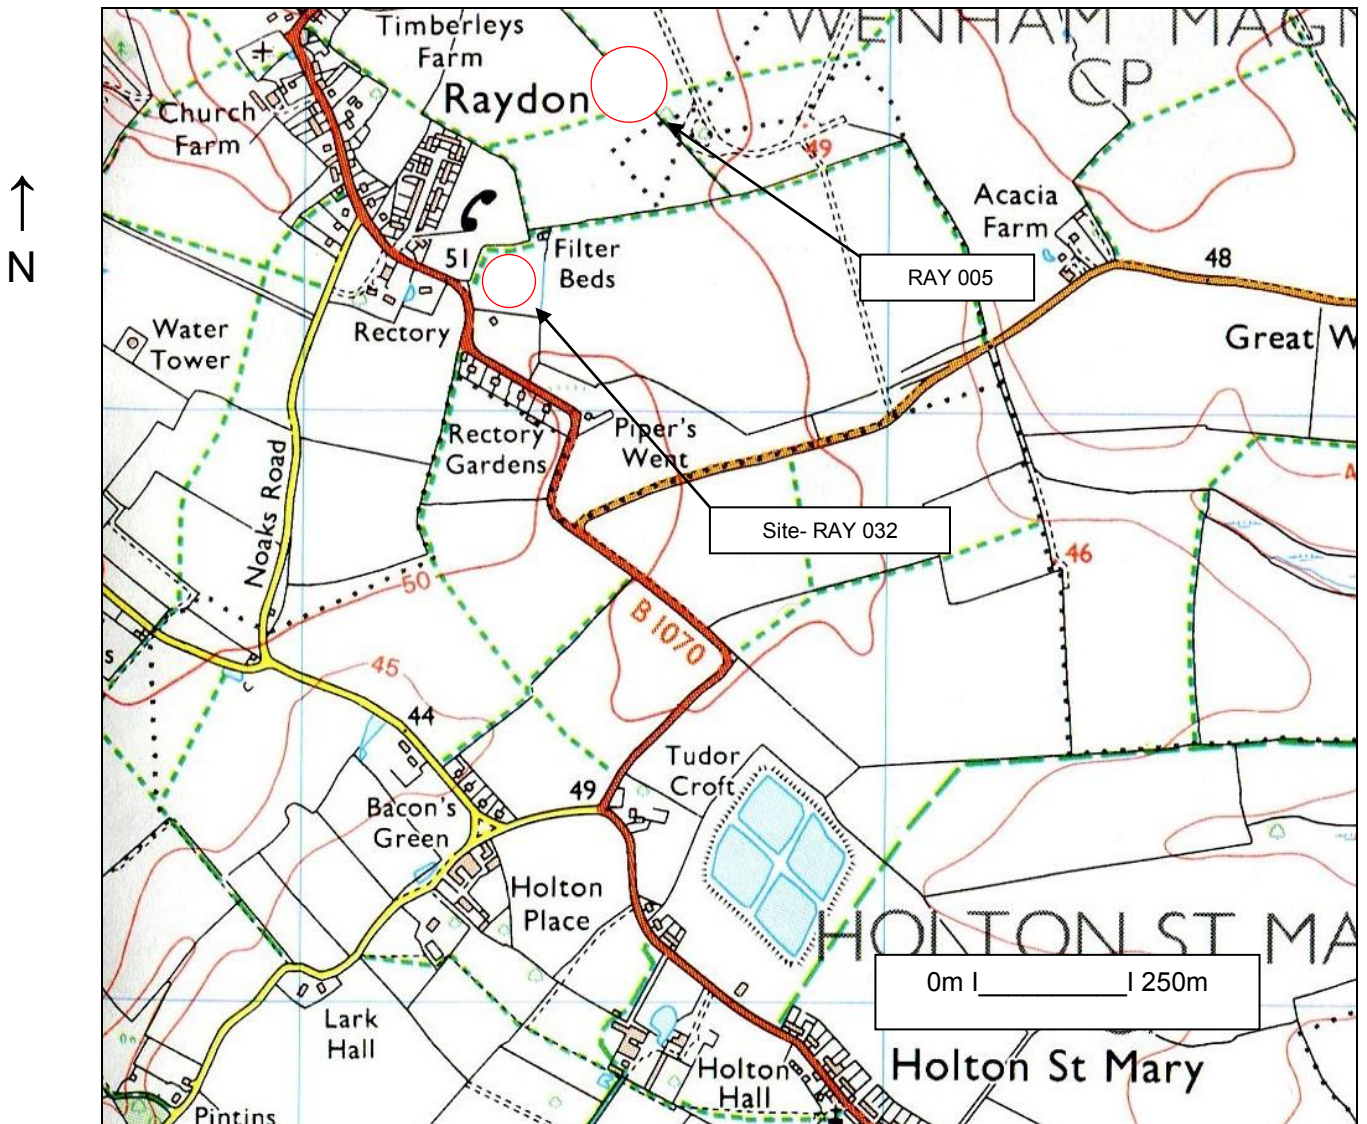 Timberleys
Farm
WENHAM MAG
CP
Raydon
Church
Farm
49
Acacia
Farm
↑
N
51
Filter
Beds
48
RAY 005
Rectory
Water
Tower
Great W
Rectory
Gardens
Piper's
Went
Noaks Road
Site- RAY 032
46
50
B 1070
s
45
44
Tudor
Croft
49
Bacon's
Green
Holton
Place
HOLTON ST MA
0m I____________I 250m
Lark
Hall
Holton
Hall
Holton St Mary
Pintins